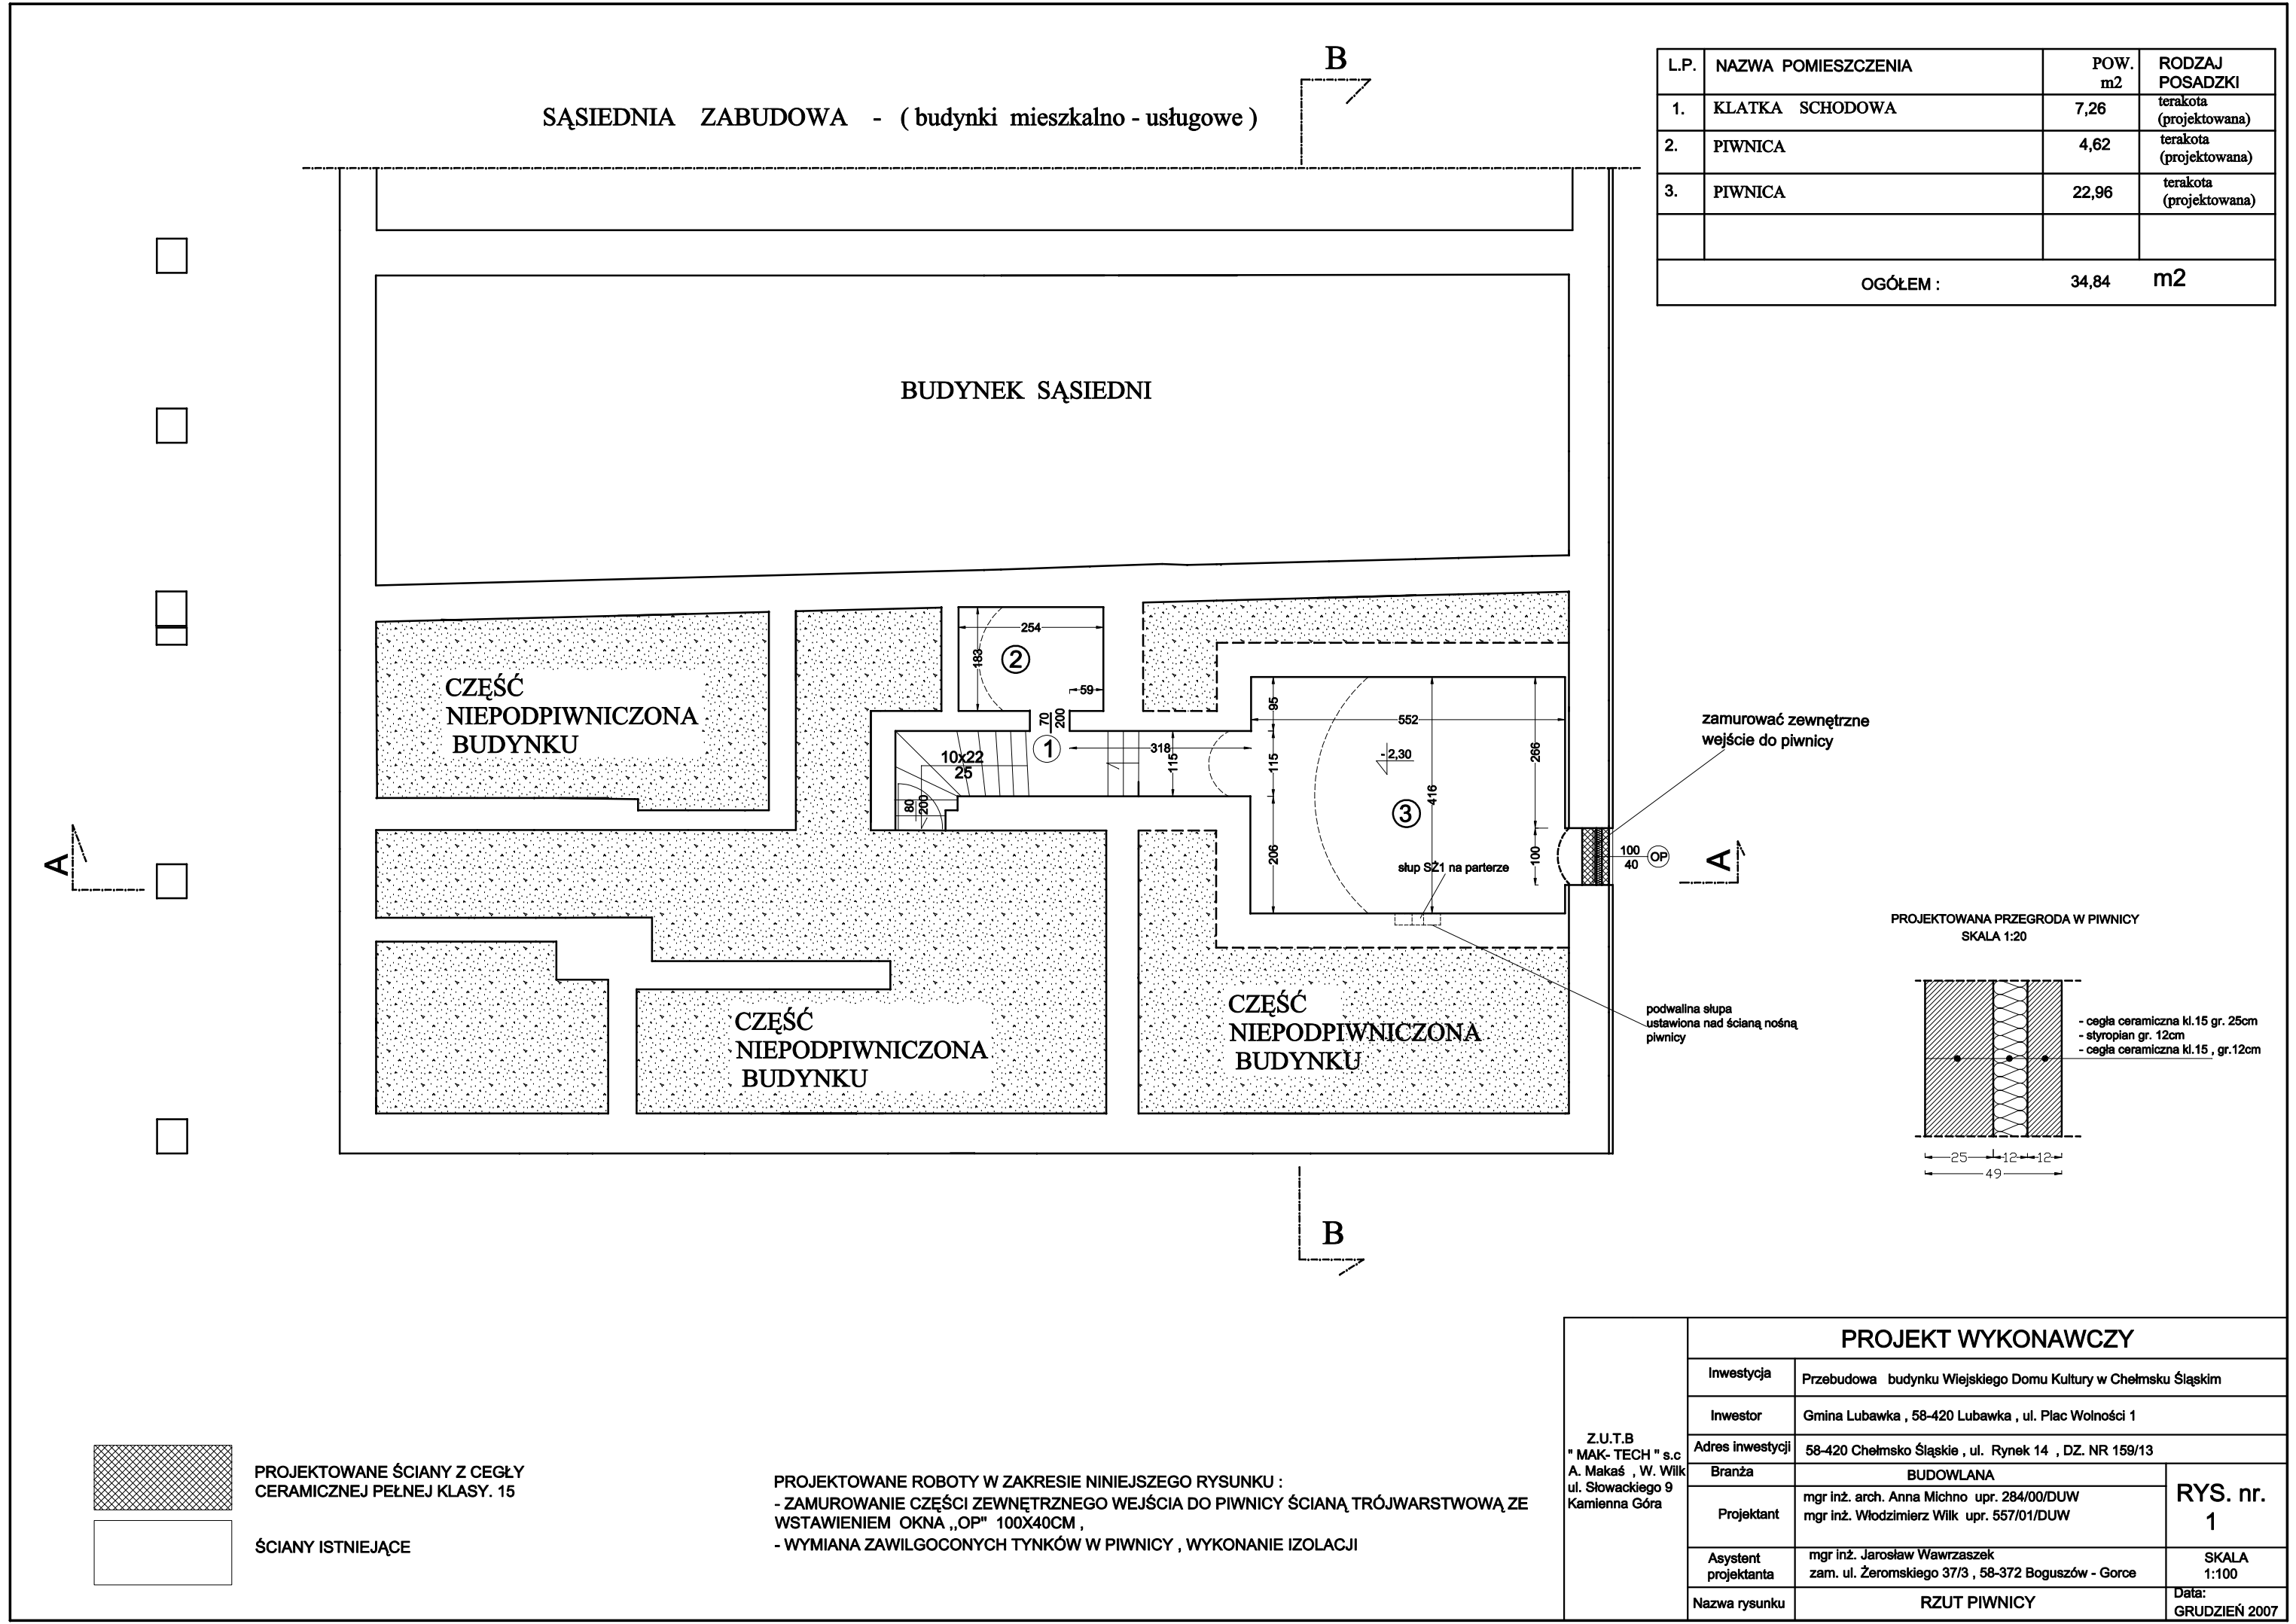 B
SĄSIEDNIA ZABUDOWA - ( budynki mieszkalno - usługowe )
L.P. NAZWA POMIESZCZENIA POW. m2 RODZAJ POSADZKI
1. KLATKA SCHODOWA 7,26 terakota (projektowana)
2. PIWNICA 4,62 terakota (projektowana)
3. PIWNICA 22,96 terakota (projektowana)
OGÓŁEM : 34,84 m2
BUDYNEK SĄSIEDNI
CZĘŚĆ
NIEPODPIWNICZONA
BUDYNKU
254
183
2
59
70
200
1
318
115
10x22
25
80
200
95
115
206
552
- 2,30
416
3
266
100
słup SŻ1 na parterze
100
40
OP
zamurować zewnętrzne
wejście do piwnicy
A
A
CZĘŚĆ
NIEPODPIWNICZONA
BUDYNKU
CZĘŚĆ
NIEPODPIWNICZONA
BUDYNKU
podwalina słupa
ustawiona nad ścianą nośną
piwnicy
PROJEKTOWANA PRZEGRODA W PIWNICY
SKALA 1:20
- cegła ceramiczna kl.15 gr. 25cm
- styropian gr. 12cm
- cegła ceramiczna kl.15 , gr.12cm
25 12 12
49
B
PROJEKTOWANE ŚCIANY Z CEGŁY
CERAMICZNEJ PEŁNEJ KLASY. 15
ŚCIANY ISTNIEJĄCE
PROJEKTOWANE ROBOTY W ZAKRESIE NINIEJSZEGO RYSUNKU :
- ZAMUROWANIE CZĘŚCI ZEWNĘTRZNEGO WEJŚCIA DO PIWNICY ŚCIANĄ TRÓJWARSTWOWĄ ZE
WSTAWIENIEM OKNA ,,OP" 100X40CM ,
- WYMIANA ZAWILGOCONYCH TYNKÓW W PIWNICY , WYKONANIE IZOLACJI
Z.U.T.B
" MAK- TECH " s.c
A. Makaś , W. Wilk
ul. Słowackiego 9
Kamienna Góra
PROJEKT WYKONAWCZY
Inwestycja Przebudowa budynku Wiejskiego Domu Kultury w Chełmsku Śląskim
Inwestor Gmina Lubawka , 58-420 Lubawka , ul. Plac Wolności 1
Adres inwestycji 58-420 Chełmsko Śląskie , ul. Rynek 14 , DZ. NR 159/13
Branża BUDOWLANA
Projektant
mgr inż. arch. Anna Michno upr. 284/00/DUW
mgr inż. Włodzimierz Wilk upr. 557/01/DUW
RYS. nr.
1
Asystent
projektanta
mgr inż. Jarosław Wawrzaszek
zam. ul. Żeromskiego 37/3 , 58-372 Boguszów - Gorce
SKALA
1:100
Nazwa rysunku RZUT PIWNICY
Data:
GRUDZIEŃ 2007